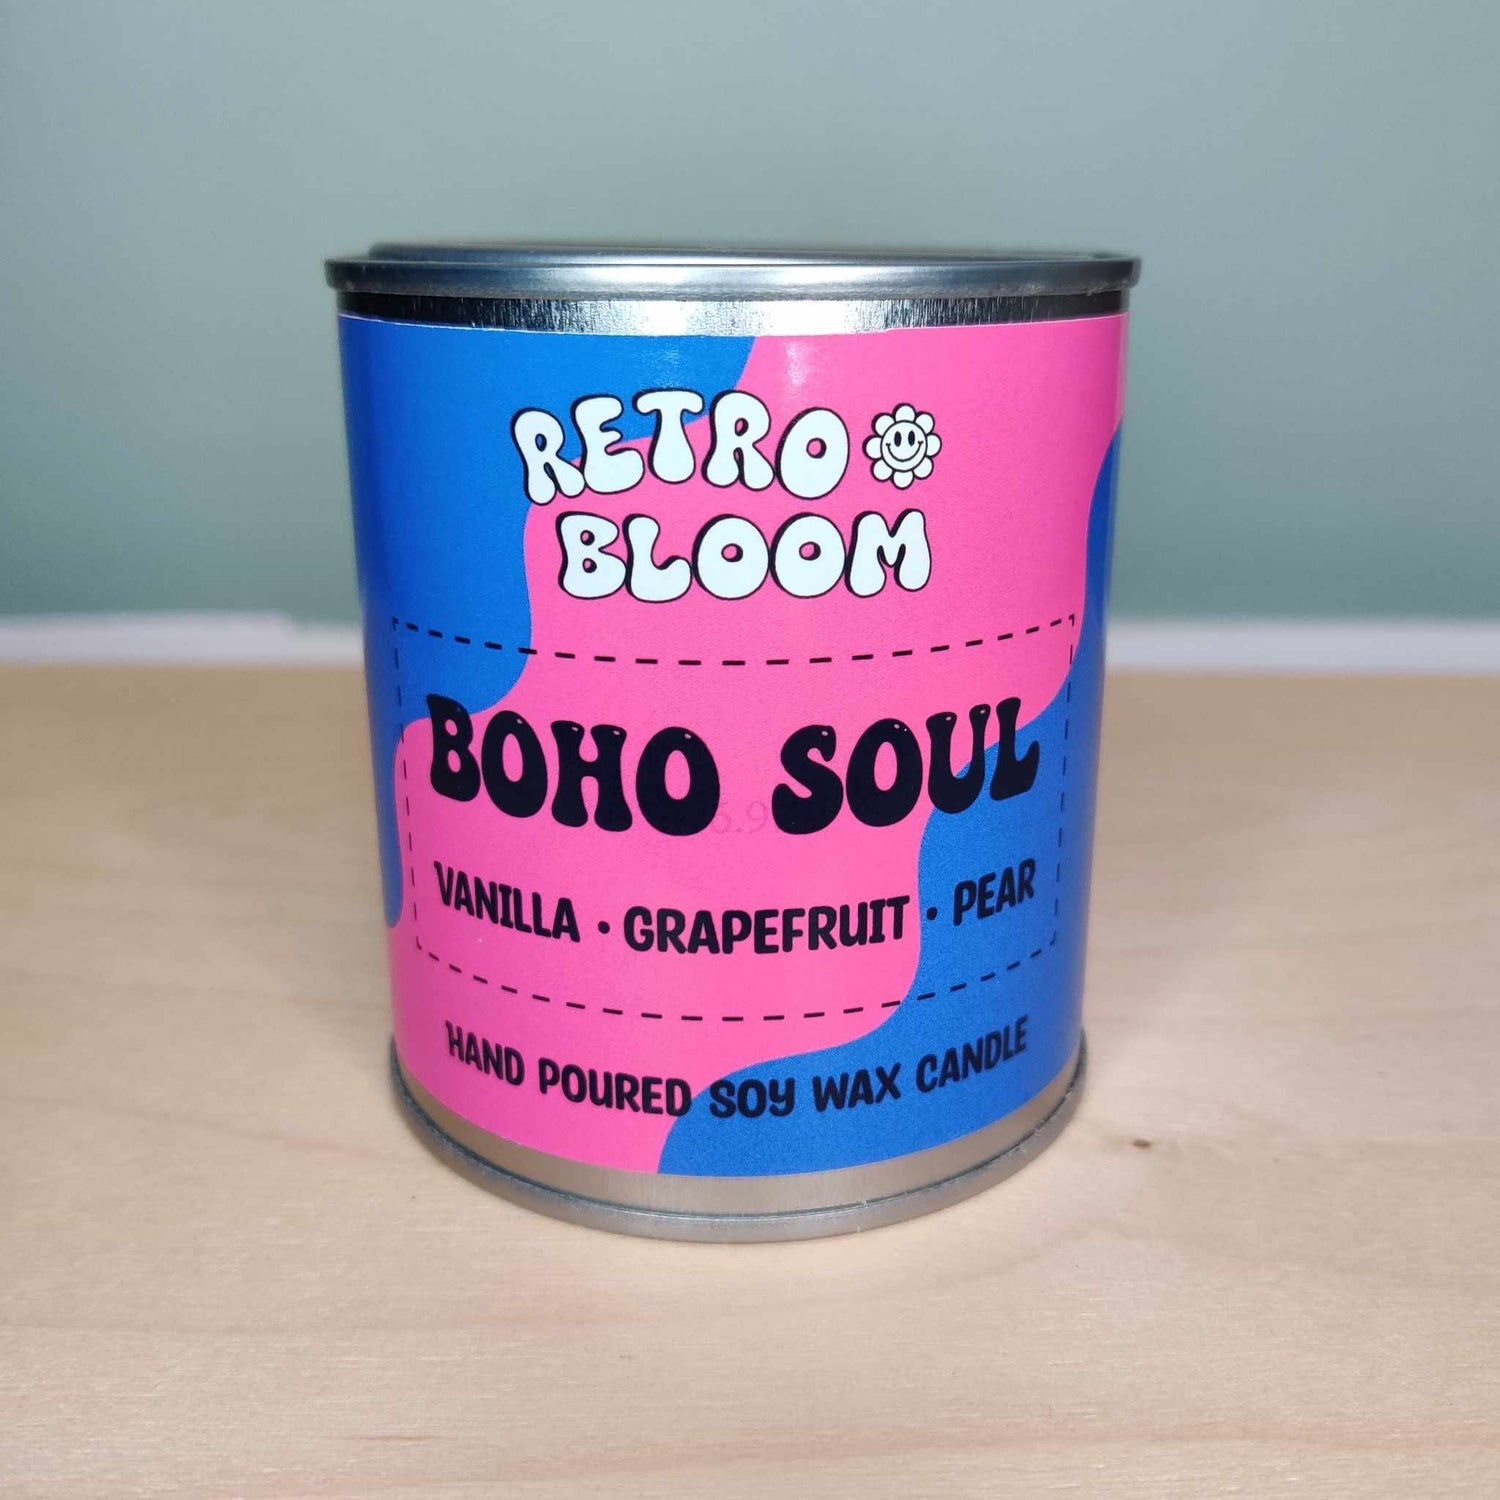 RETRO
BLOOM
BOHO SOUL
VANILLA · GRAPEFRUIT · PEAR
HAND POURED SOY WAX CANDLE